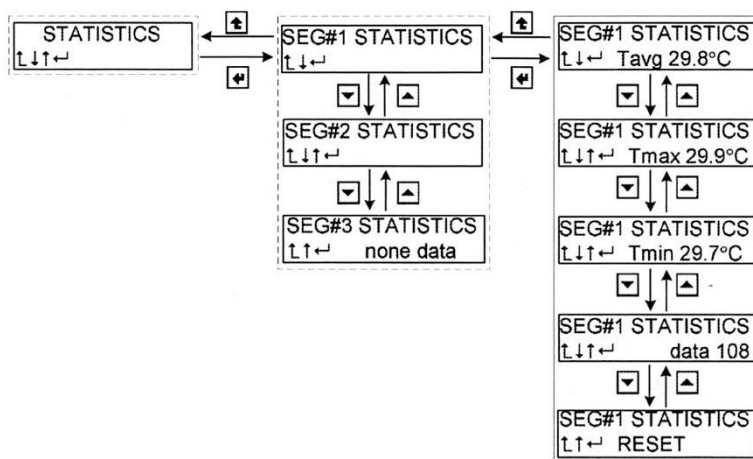 STATISTICS
↰↓↑↵
SEG#1 STATISTICS
↰↓↵
SEG#2 STATISTICS
↰↓↑↵
SEG#3 STATISTICS
↰↑↵ none data
SEG#1 STATISTICS
↰↓↵ Tavg 29.8°C
SEG#1 STATISTICS
↰↓↑↵ Tmax 29.9°C
SEG#1 STATISTICS
↰↓↑↵ Tmin 29.7°C
SEG#1 STATISTICS
↰↓↑↵ data 108
SEG#1 STATISTICS
↰↑↵ RESET